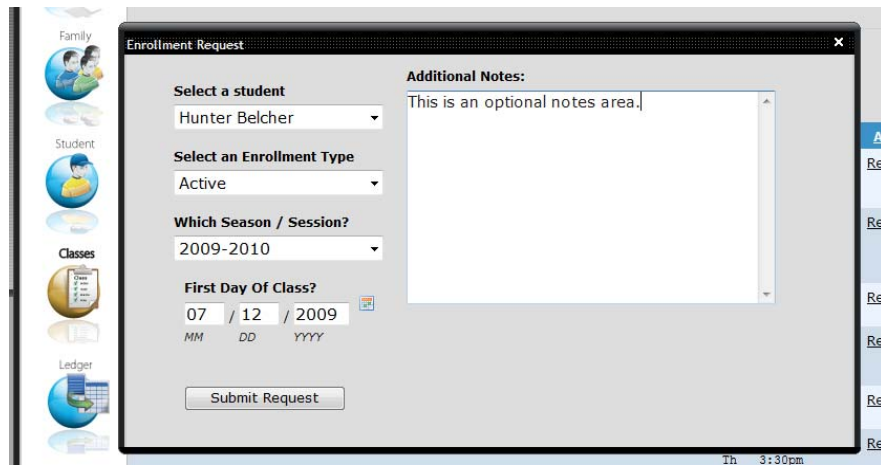 Family
Student
Classes
Ledger
Enrollment Request
Select a student
Hunter Belcher
Select an Enrollment Type
Active
Which Season / Session?
2009-2010
First Day Of Class?
07 / 12 / 2009
MM DD YYYY
Submit Request
Additional Notes:
This is an optional notes area.
A
Re
Re
Re
Re
Re
Re
Th 3:30pm